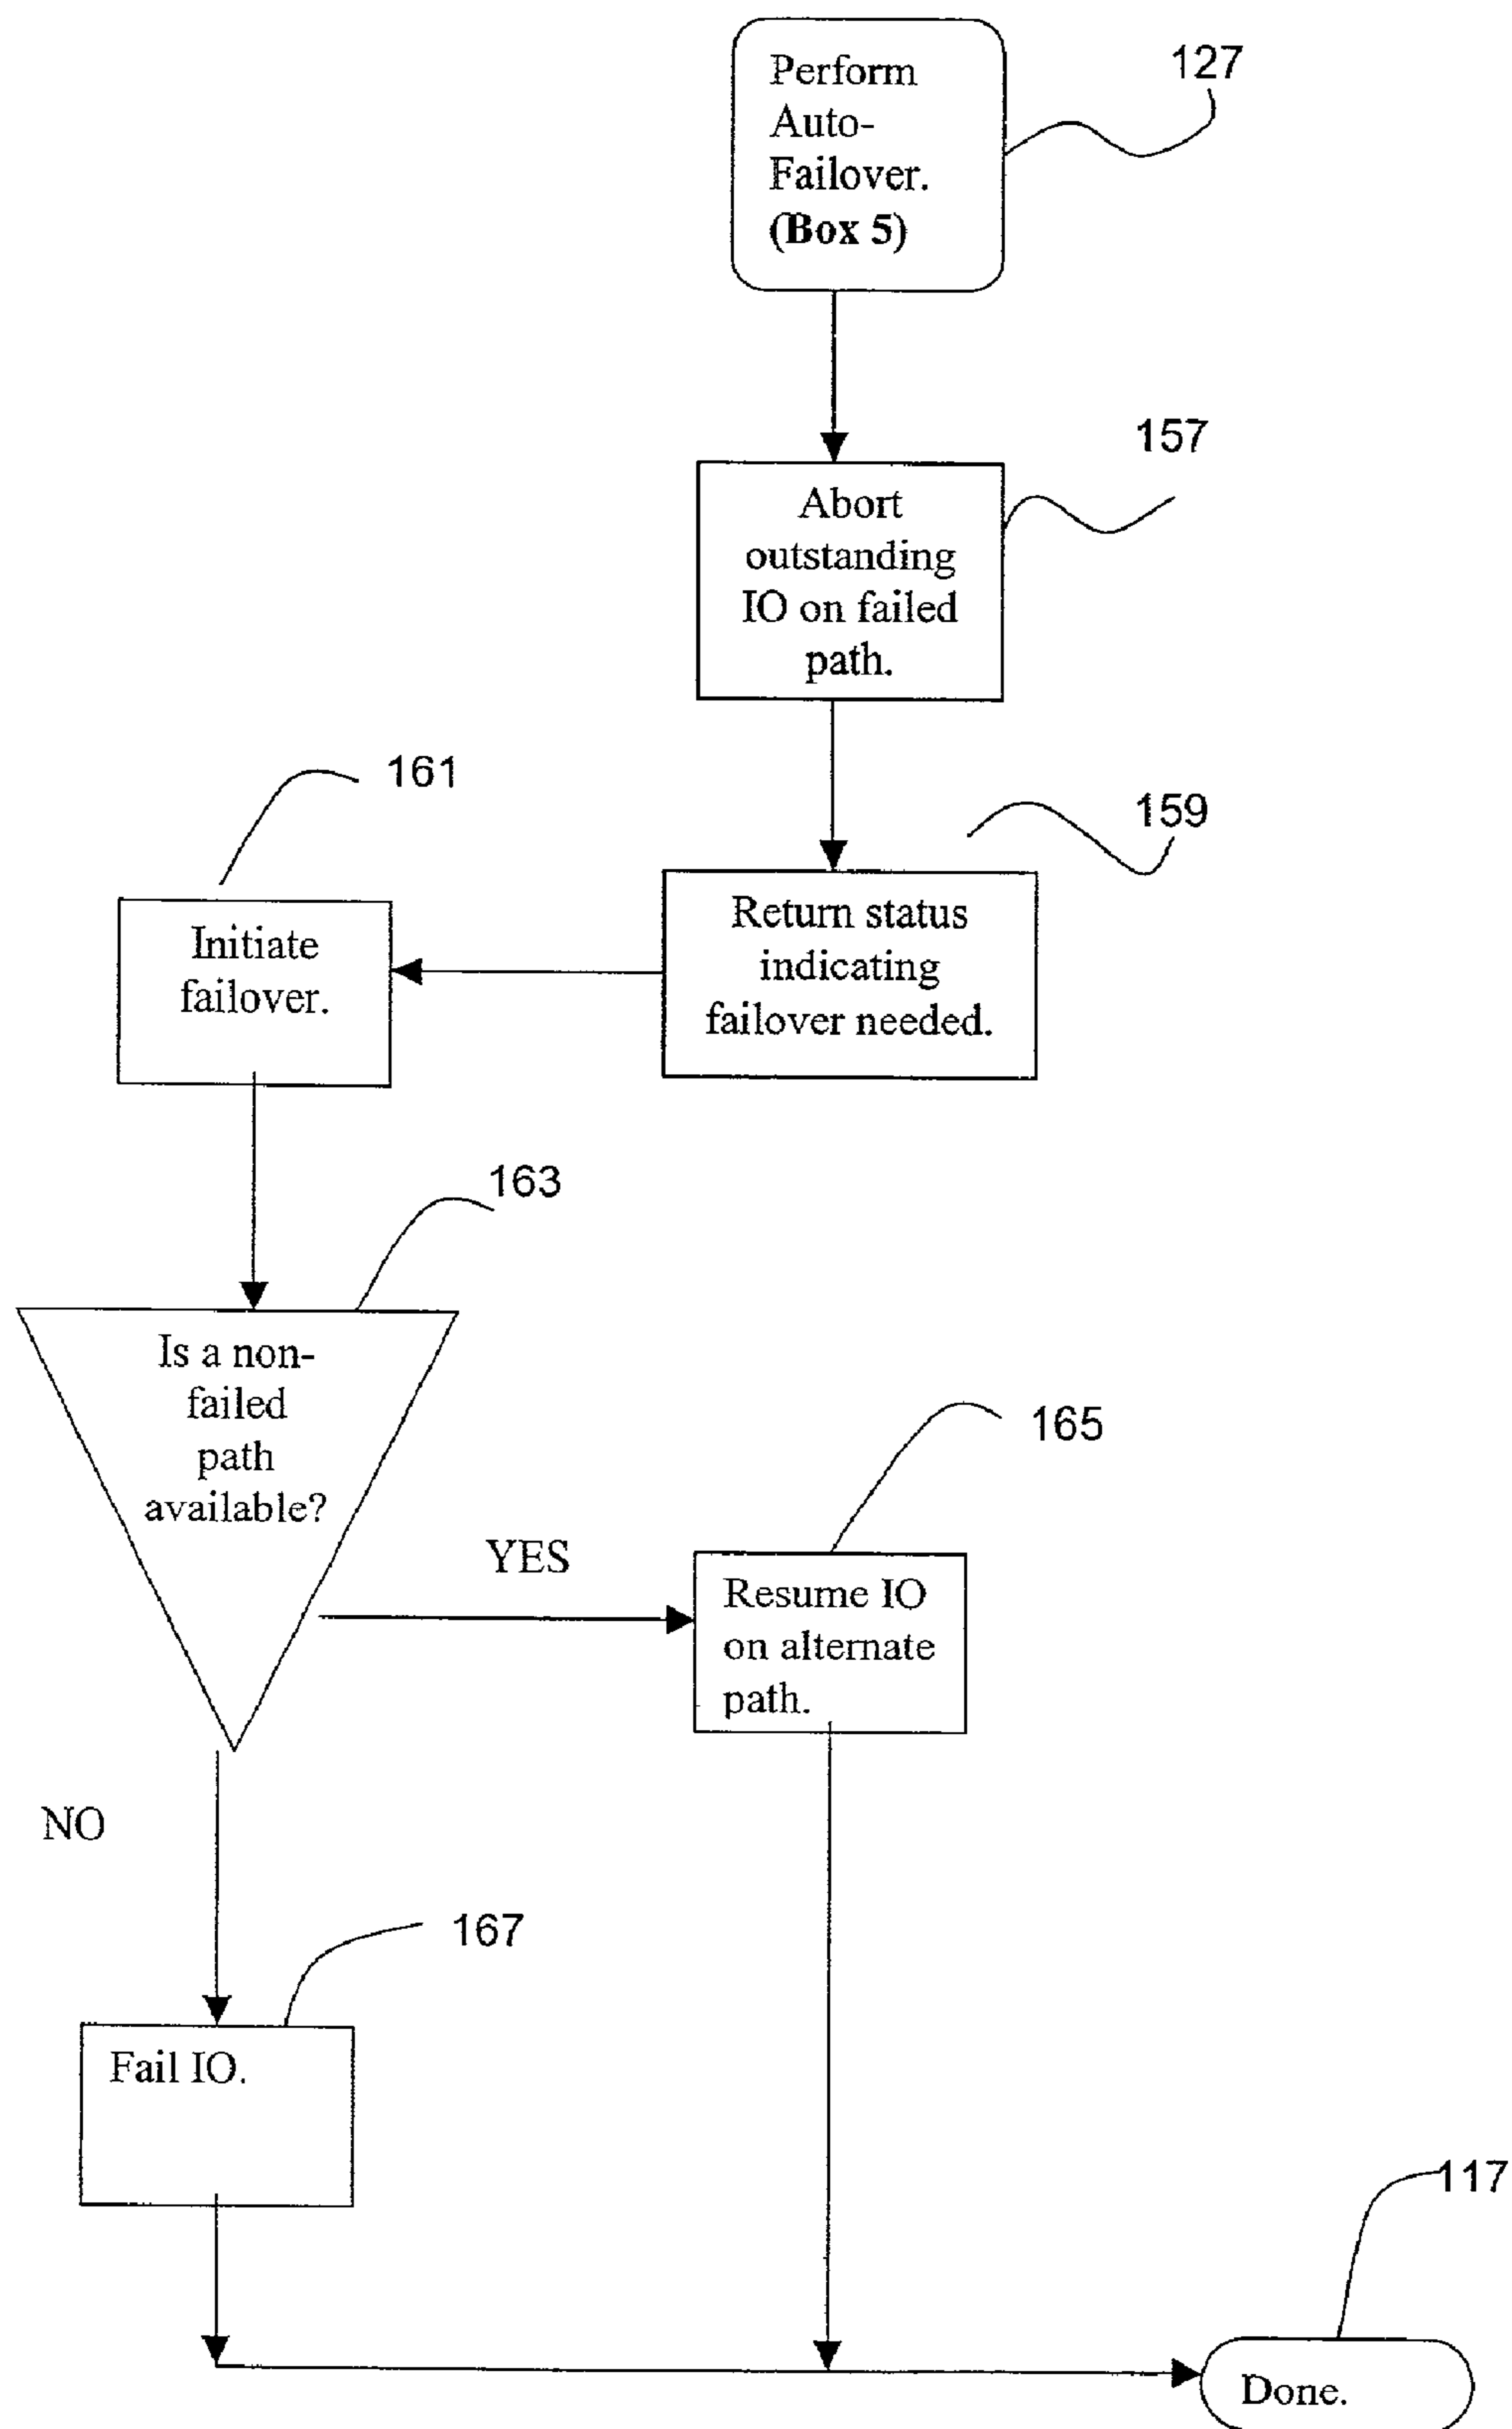 Perform
Auto-
Failover.
(Box 5)
127
Abort
outstanding
IO on failed
path.
157
161
159
Return status
indicating
failover needed.
Initiate
failover.
163
Is a non-
failed
path
available?
165
YES
Resume IO
on alternate
path.
NO
167
Fail IO.
117
Done.